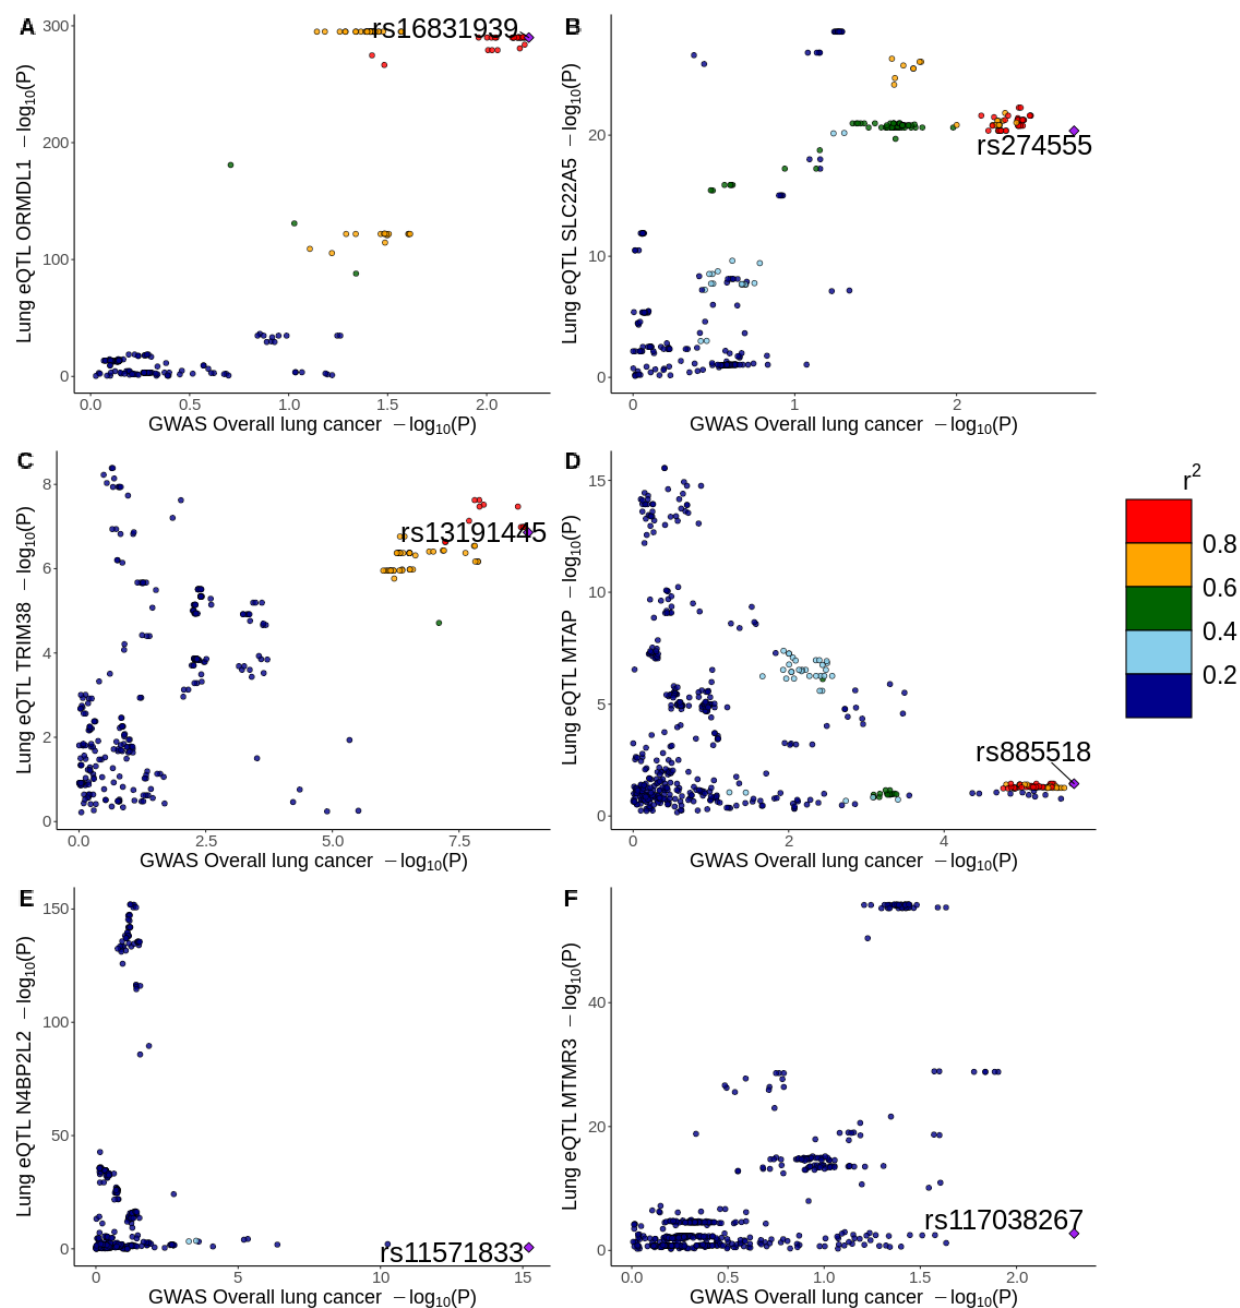 A
rs16831939
300
200
100
0
0.0
0.5
1.0
1.5
2.0
Lung eQTL ORMDL1 −log10(P)
GWAS Overall lung cancer −log10(P)
B
rs274555
20
10
0
0
1
2
Lung eQTL SLC22A5 −log10(P)
GWAS Overall lung cancer −log10(P)
C
rs13191445
8
6
4
2
0
0.0
2.5
5.0
7.5
Lung eQTL TRIM38 −log10(P)
GWAS Overall lung cancer −log10(P)
D
rs885518
15
10
5
0
0
2
4
Lung eQTL MTAP −log10(P)
GWAS Overall lung cancer −log10(P)
r2
0.8
0.6
0.4
0.2
E
rs11571833
150
100
50
0
0
5
10
15
Lung eQTL N4BP2L2 −log10(P)
GWAS Overall lung cancer −log10(P)
F
rs117038267
40
20
0
0.0
0.5
1.0
1.5
2.0
Lung eQTL MTMR3 −log10(P)
GWAS Overall lung cancer −log10(P)